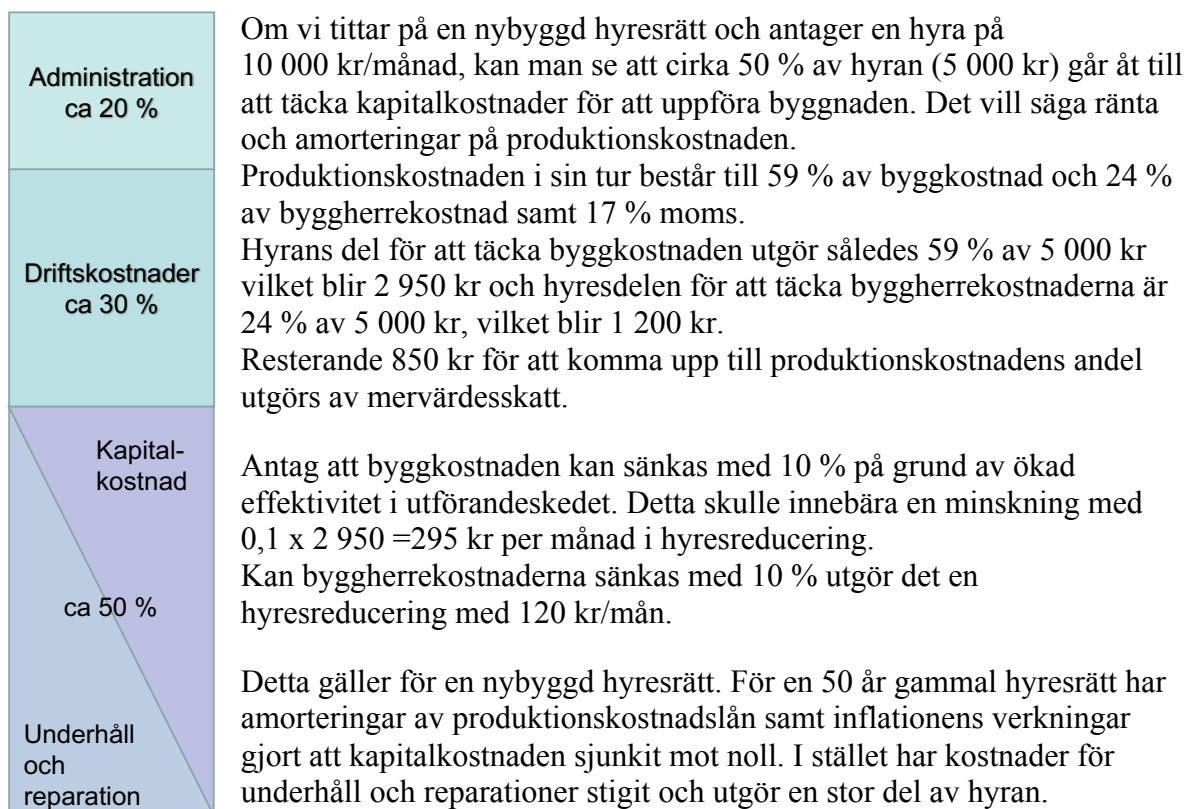 Administration
ca 20 %
Driftskostnader
ca 30 %
Kapital-
kostnad
ca 50 %
Underhåll
och
reparation
Om vi tittar på en nybyggd hyresrätt och antager en hyra på
10 000 kr/månad, kan man se att cirka 50 % av hyran (5 000 kr) går åt till
att täcka kapitalkostnader för att uppföra byggnaden. Det vill säga ränta
och amorteringar på produktionskostnaden.
Produktionskostnaden i sin tur består till 59 % av byggkostnad och 24 %
av byggherrekostnad samt 17 % moms.
Hyrans del för att täcka byggkostnaden utgör således 59 % av 5 000 kr
vilket blir 2 950 kr och hyresdelen för att täcka byggherrekostnaderna är
24 % av 5 000 kr, vilket blir 1 200 kr.
Resterande 850 kr för att komma upp till produktionskostnadens andel
utgörs av mervärdesskatt.
Antag att byggkostnaden kan sänkas med 10 % på grund av ökad
effektivitet i utförandeskedet. Detta skulle innebära en minskning med
0,1 x 2 950 =295 kr per månad i hyresreducering.
Kan byggherrekostnaderna sänkas med 10 % utgör det en
hyresreducering med 120 kr/mån.
Detta gäller för en nybyggd hyresrätt. För en 50 år gammal hyresrätt har
amorteringar av produktionskostnadslån samt inflationens verkningar
gjort att kapitalkostnaden sjunkit mot noll. I stället har kostnader för
underhåll och reparationer stigit och utgör en stor del av hyran.